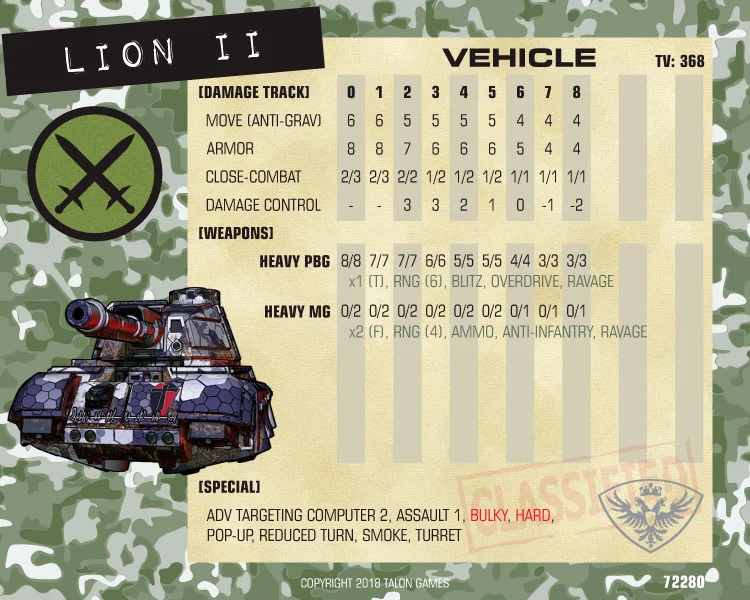 LION II
VEHICLE TV: 368
[DAMAGE TRACK] 0 1 2 3 4 5 6 7 8
MOVE (ANTI-GRAV) 6 6 5 5 5 5 4 4 4
ARMOR 8 8 7 6 6 6 5 4 4
CLOSE-COMBAT 2/3 2/3 2/2 1/2 1/2 1/2 1/1 1/1 1/1
DAMAGE CONTROL - - 3 3 2 1 0 -1 -2
[WEAPONS]
HEAVY PBG 8/8 7/7 7/7 6/6 5/5 5/5 4/4 3/3 3/3
x1 (T), RNG (6), BLITZ, OVERDRIVE, RAVAGE
HEAVY MG 0/2 0/2 0/2 0/2 0/2 0/2 0/1 0/1 0/1
x2 (F), RNG (4), AMMO, ANTI-INFANTRY, RAVAGE
[SPECIAL]
CLASSIFIED
ADV TARGETING COMPUTER 2, ASSAULT 1, BULKY, HARD,
POP-UP, REDUCED TURN, SMOKE, TURRET
COPYRIGHT 2018 TALON GAMES
72280